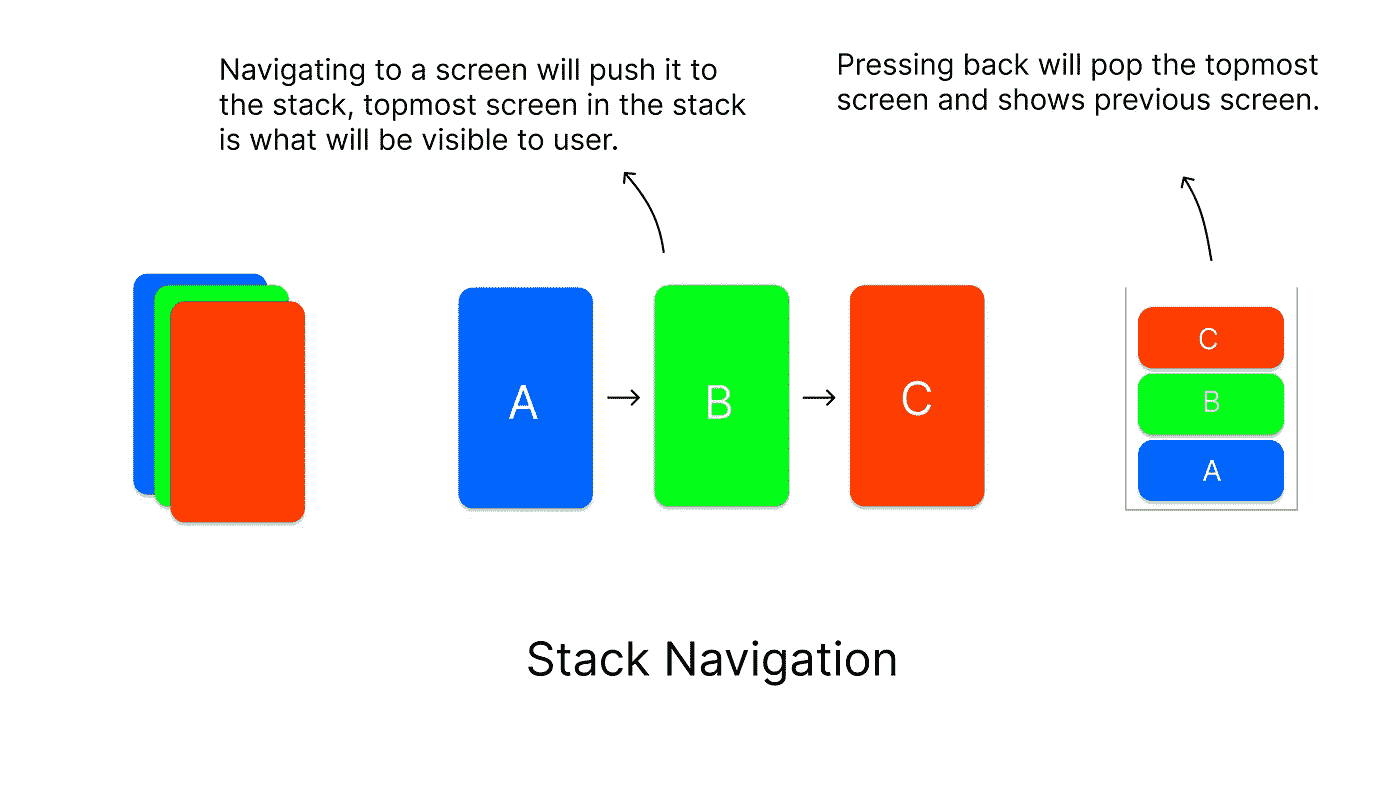 Navigating to a screen will push it to
the stack, topmost screen in the stack
is what will be visible to user.
Pressing back will pop the topmost
screen and shows previous screen.
A
B
C
C
B
A
Stack Navigation